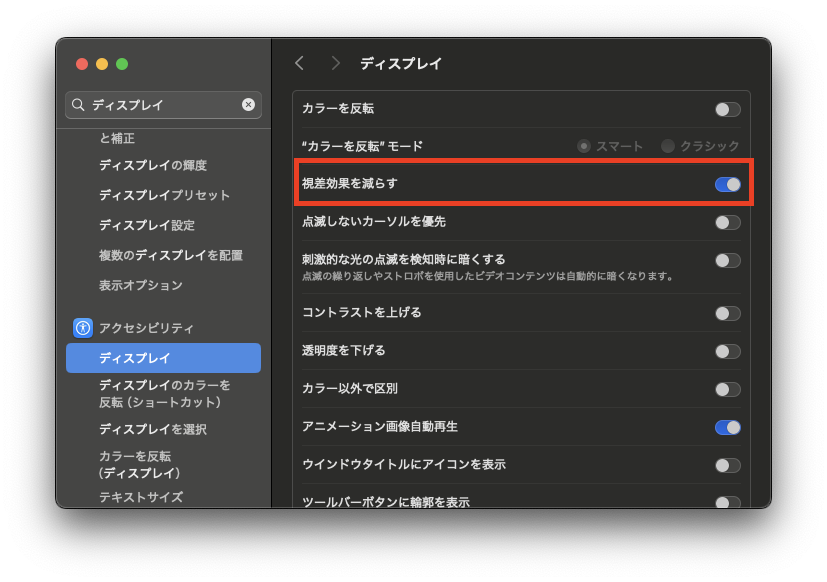 ディスプレイ
ディスプレイ
と補正
ディスプレイの輝度
ディスプレイプリセット
ディスプレイ設定
複数のディスプレイを配置
表示オプション
アクセシビリティ
ディスプレイ
ディスプレイのカラーを
反転（ショートカット）
ディスプレイを選択
カラーを反転
（ディスプレイ）
テキストサイズ
カラーを反転
“カラーを反転”モード
スマート
クラシック
視差効果を減らす
点滅しないカーソルを優先
刺激的な光の点滅を検知時に暗くする
点滅の繰り返しやストロボを使用したビデオコンテンツは自動的に暗くなります。
コントラストを上げる
透明度を下げる
カラー以外で区別
アニメーション画像自動再生
ウインドウタイトルにアイコンを表示
ツールバーボタンに輪郭を表示